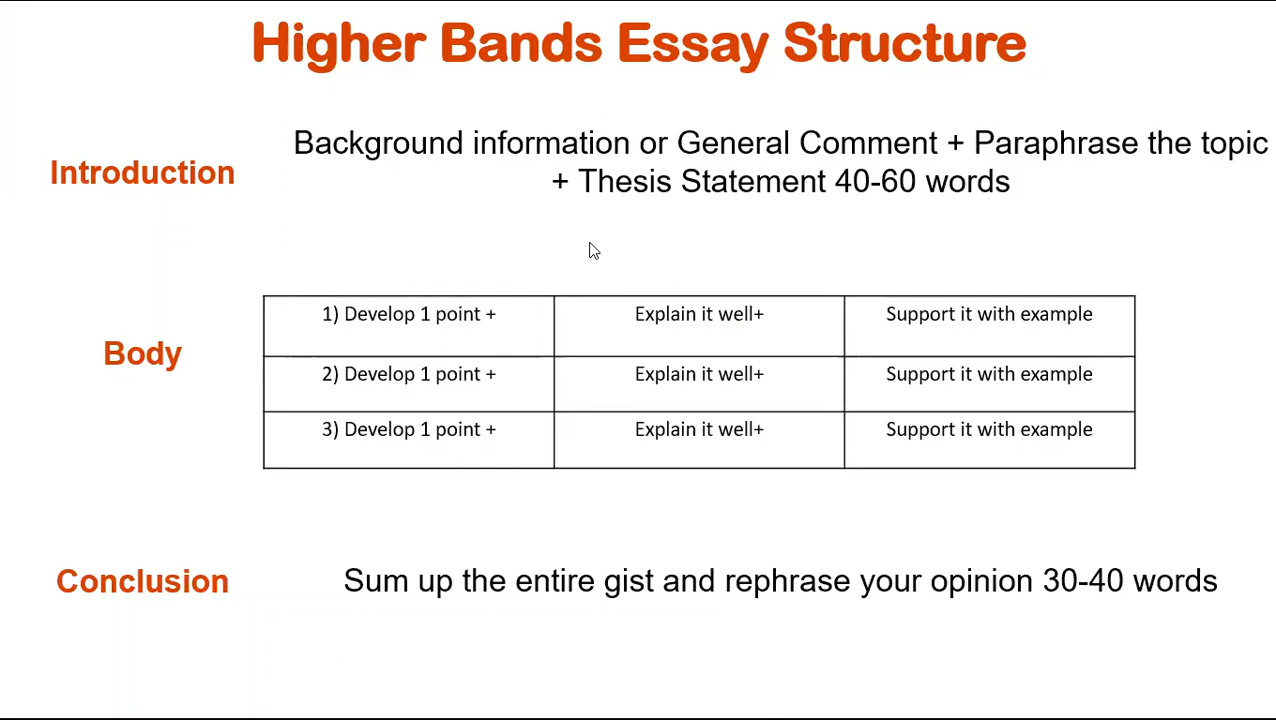 Higher Bands Essay Structure
Introduction
Background information or General Comment + Paraphrase the topic
+ Thesis Statement 40-60 words
Body
1) Develop 1 point + Explain it well+ Support it with example
2) Develop 1 point + Explain it well+ Support it with example
3) Develop 1 point + Explain it well+ Support it with example
Conclusion
Sum up the entire gist and rephrase your opinion 30-40 words